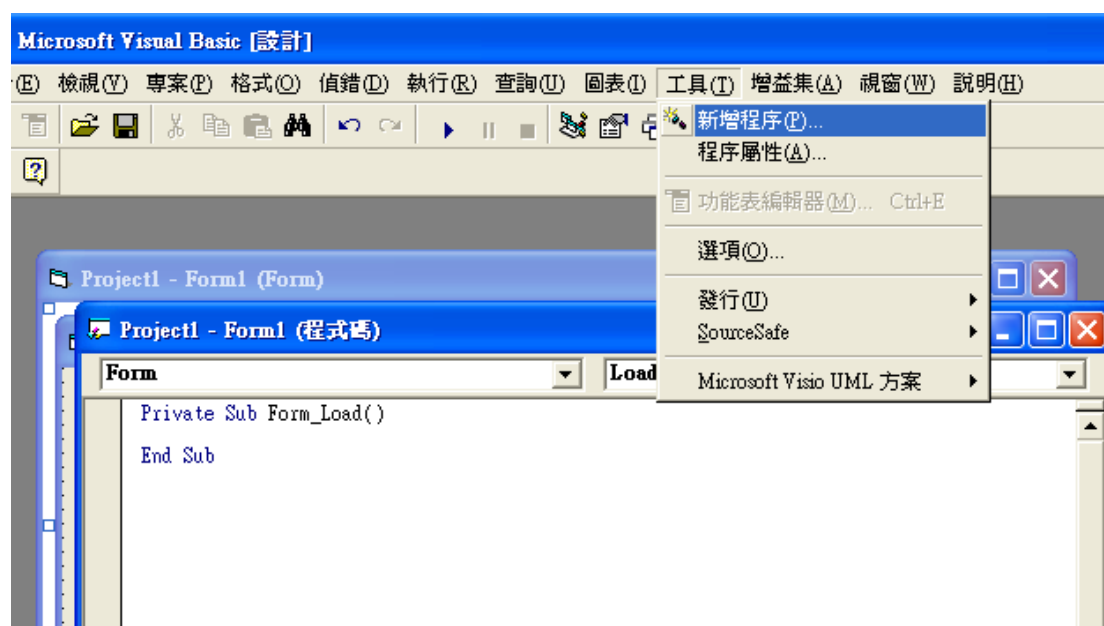 Microsoft Visual Basic [設計]
(E) 檢視(V) 專案(P) 格式(O) 偵錯(D) 執行(R) 查詢(U) 圖表(I) 工具(T) 增益集(A) 視窗(W) 說明(H)
新增程序(P)...
程序屬性(A)...
功能表編輯器(M)... Ctrl+E
選項(O)...
發行(U)
SourceSafe
Microsoft Visio UML 方案
Project1 - Form1 (Form)
Project1 - Form1 (程式碼)
Form
Load
Private Sub Form_Load()
End Sub